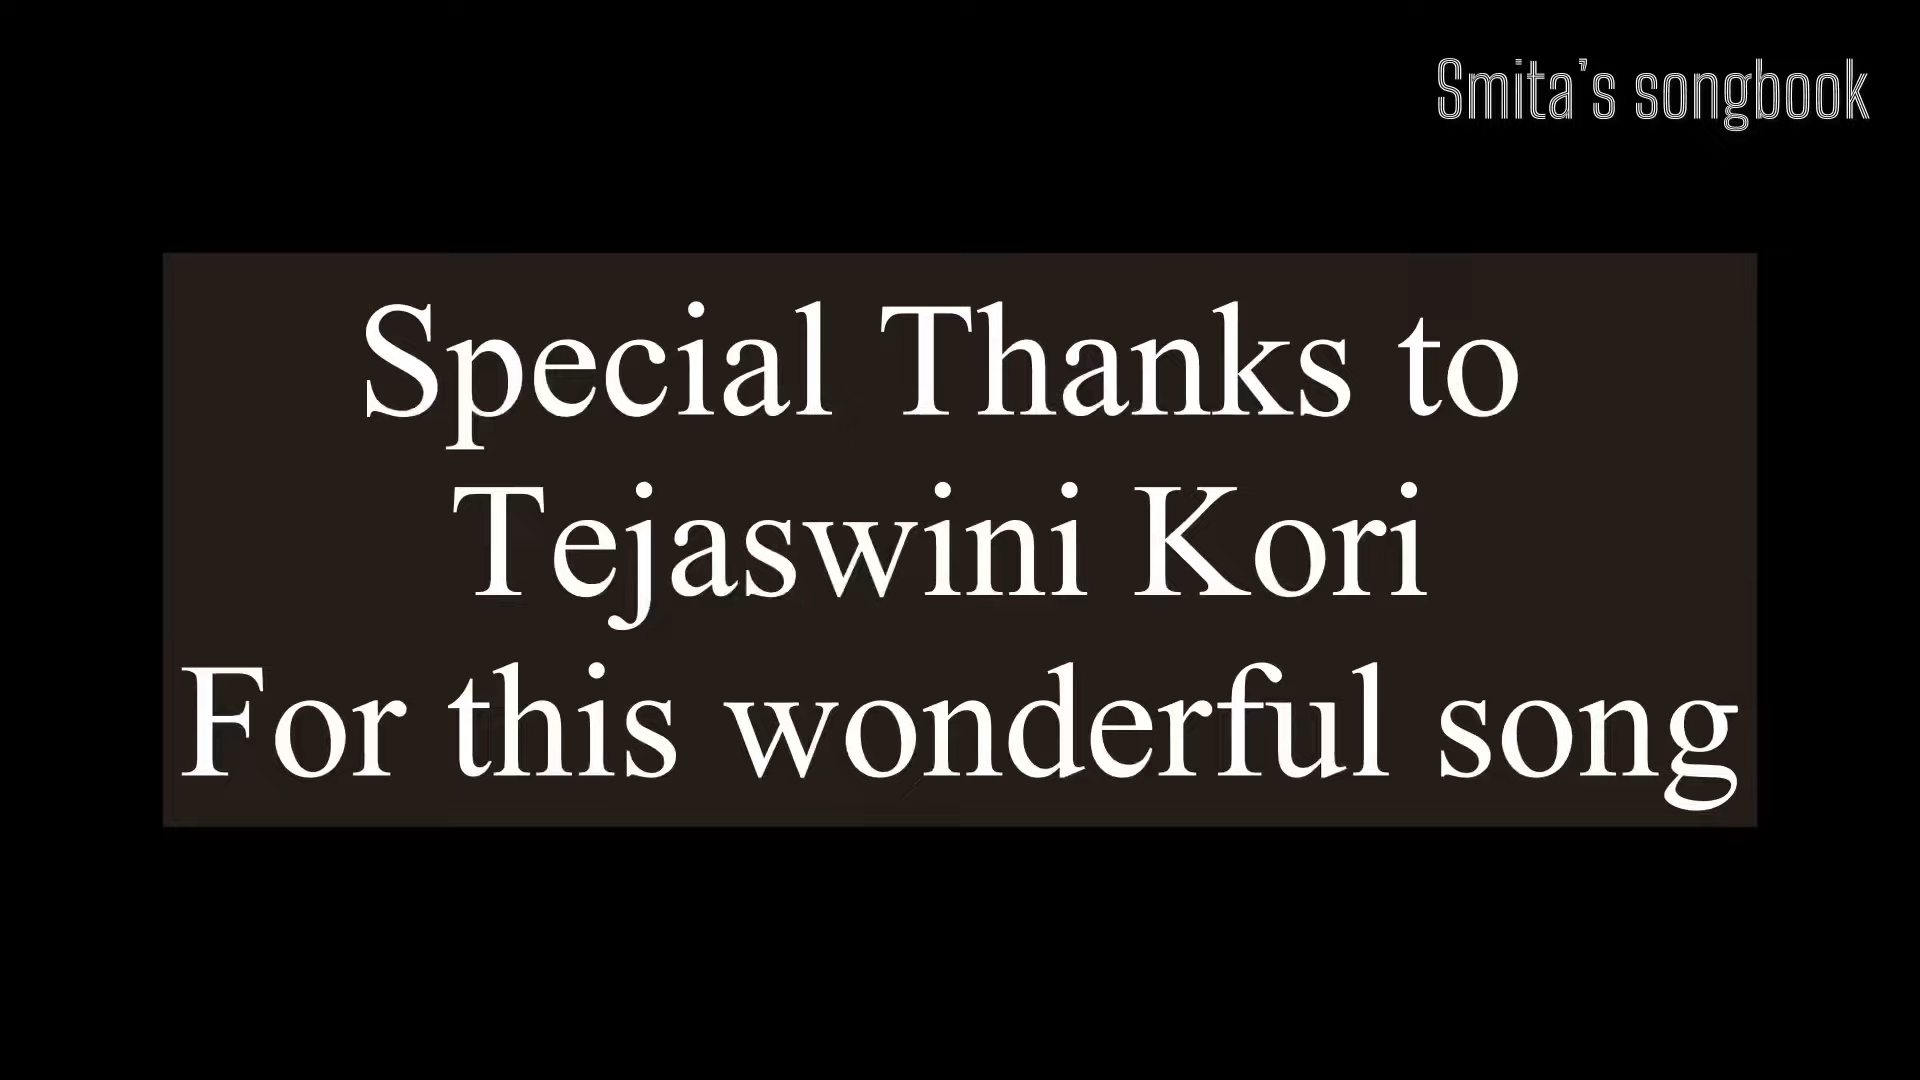 Smita's songbook
Special Thanks to
Tejaswini Kori
For this wonderful song